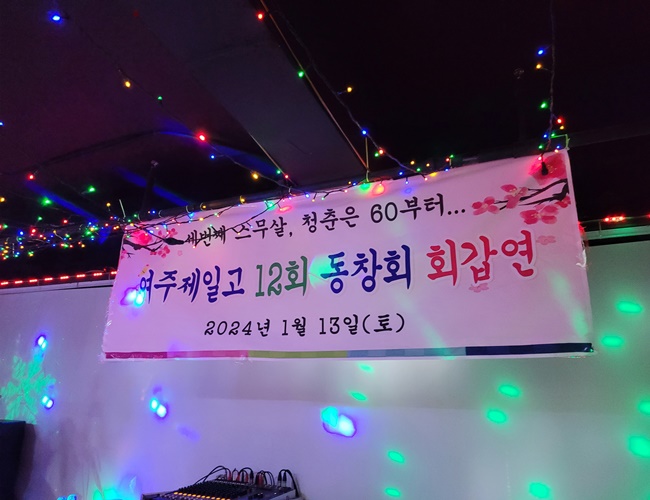 세번째 스무살, 청춘은 60부터...
여주제일고 12회 동창회 회갑연
2024년 1월 13일(토)